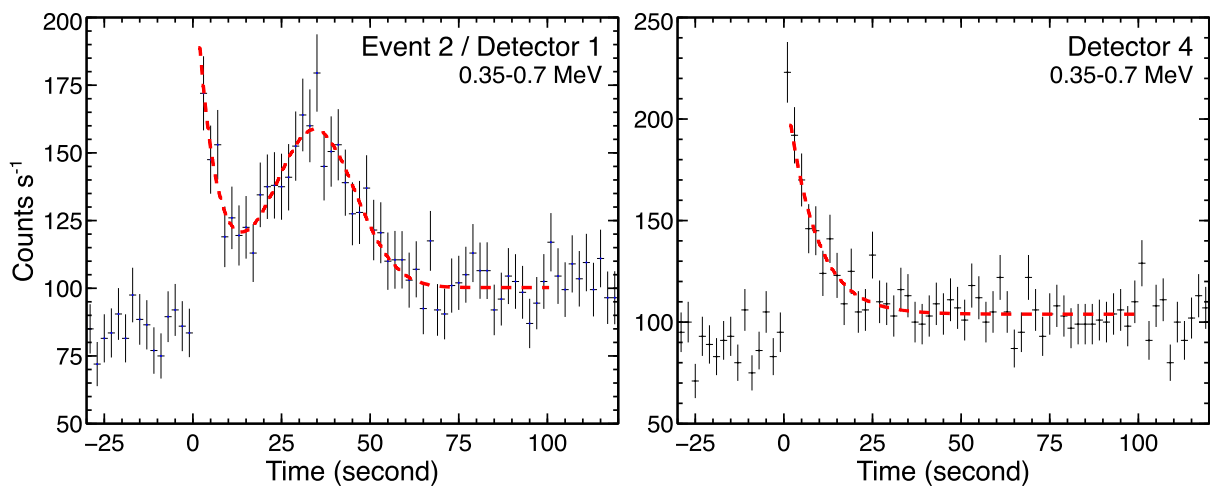 200
175
150
125
100
75
50
Counts s⁻¹
Event 2 / Detector 1
0.35-0.7 MeV
−25 0 25 50 75 100
Time (second)
250
200
150
100
50
Detector 4
0.35-0.7 MeV
−25 0 25 50 75 100
Time (second)